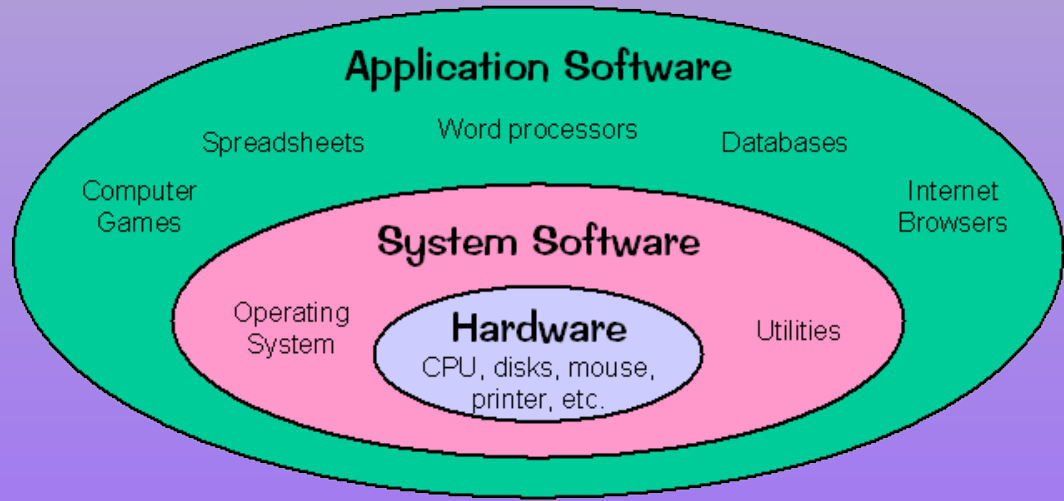 Application Software
Spreadsheets
Word processors
Databases
Computer
Games
Internet
Browsers
System Software
Operating
System
Utilities
Hardware
CPU, disks, mouse,
printer, etc.